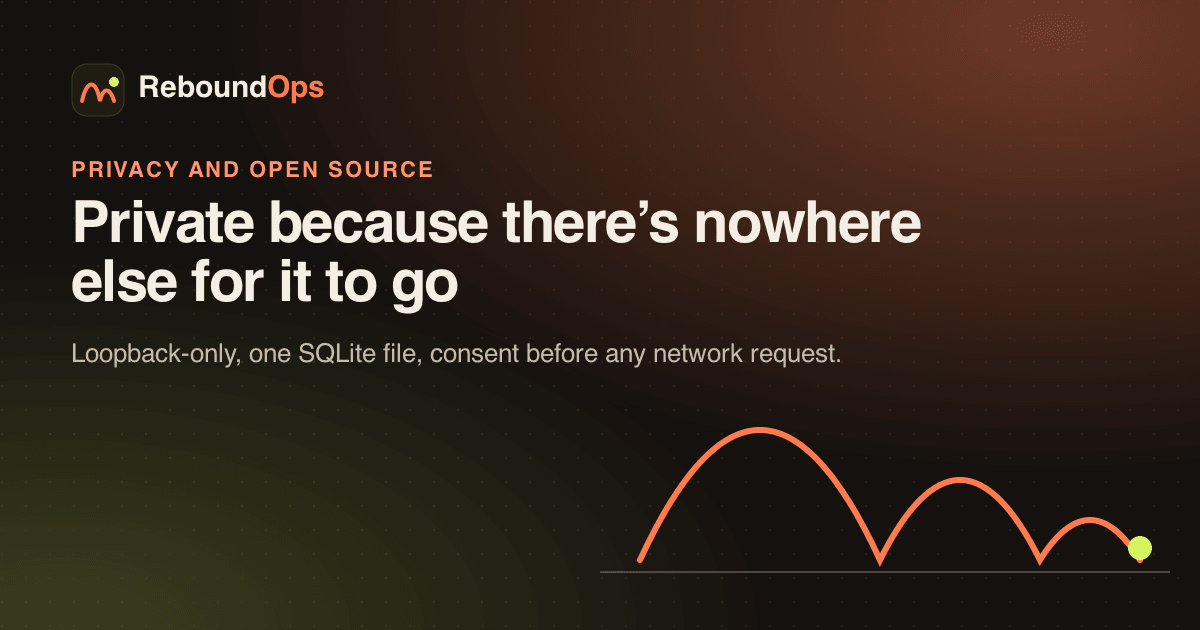 ReboundOps
PRIVACY AND OPEN SOURCE
Private because there’s nowhere
else for it to go
Loopback-only, one SQLite file, consent before any network request.